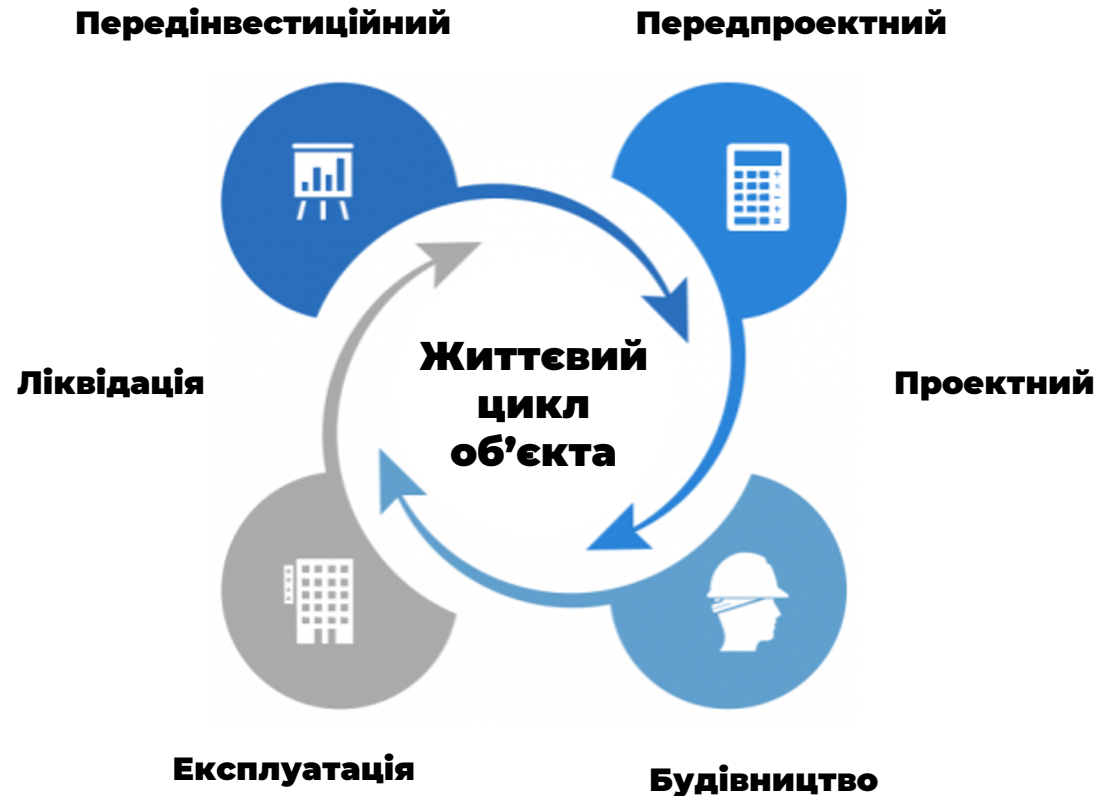 Передінвестиційний
Передпроектний
Життєвий
цикл
об’єкта
Ліквідація
Проектний
Експлуатація
Будівництво